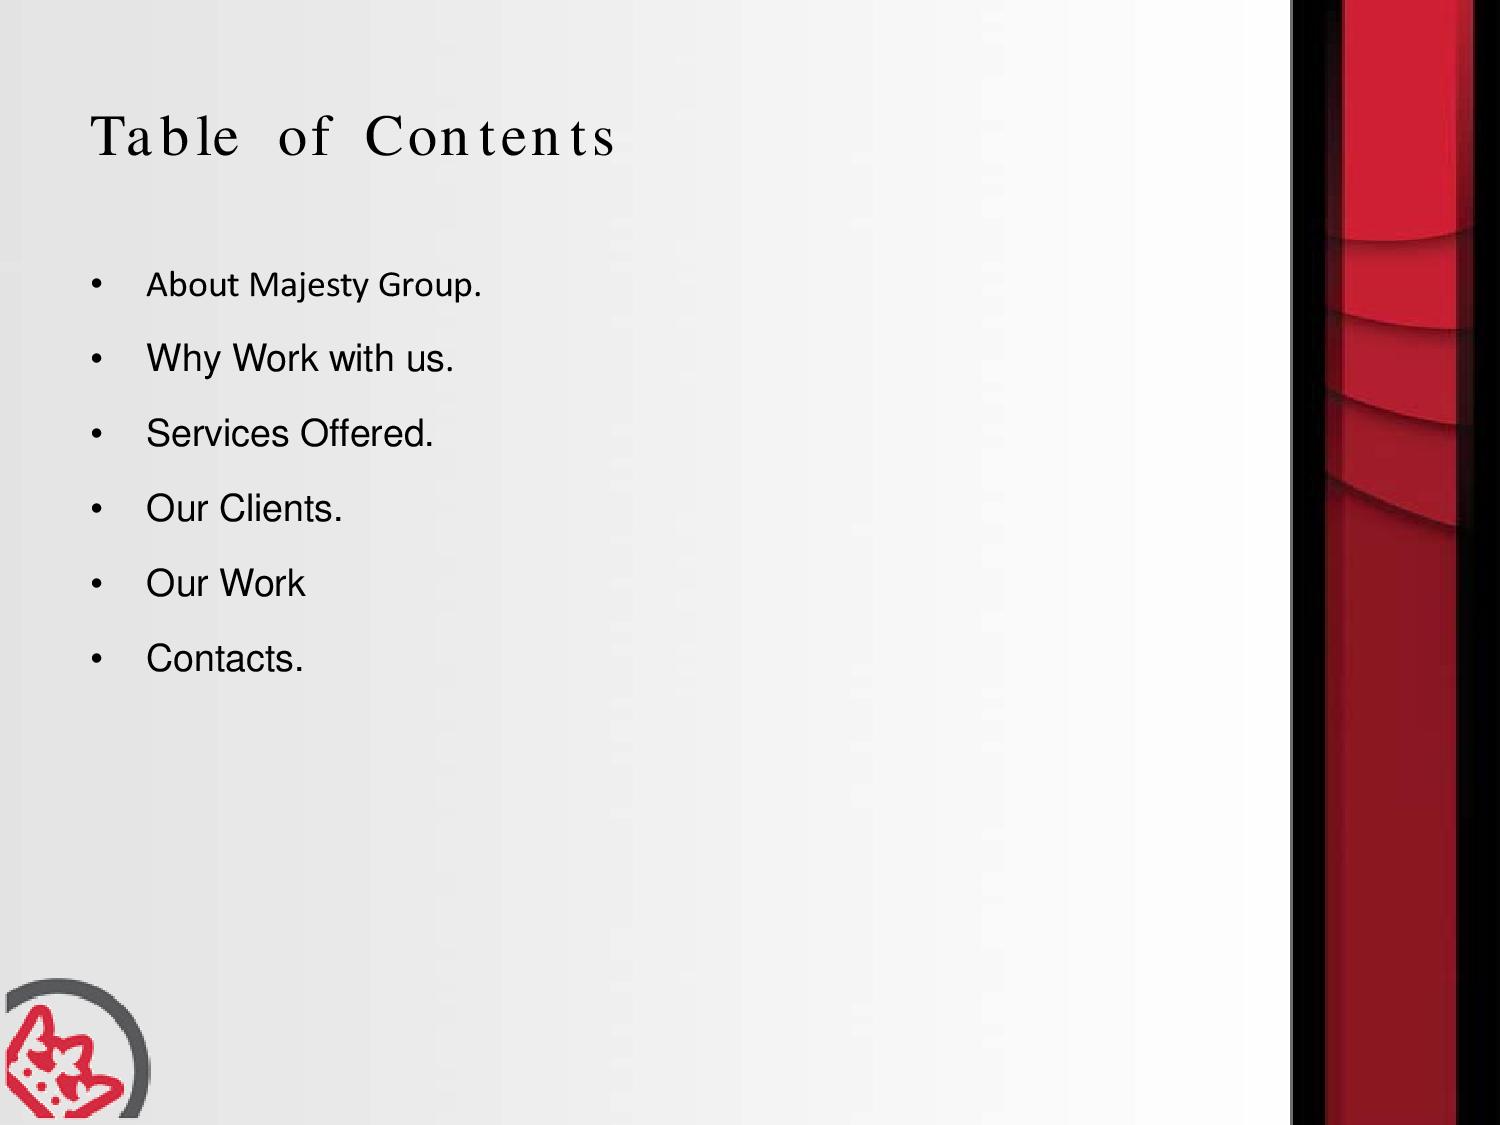 Table of Contents
• About Majesty Group.
• Why Work with us.
• Services Offered.
• Our Clients.
• Our Work
• Contacts.